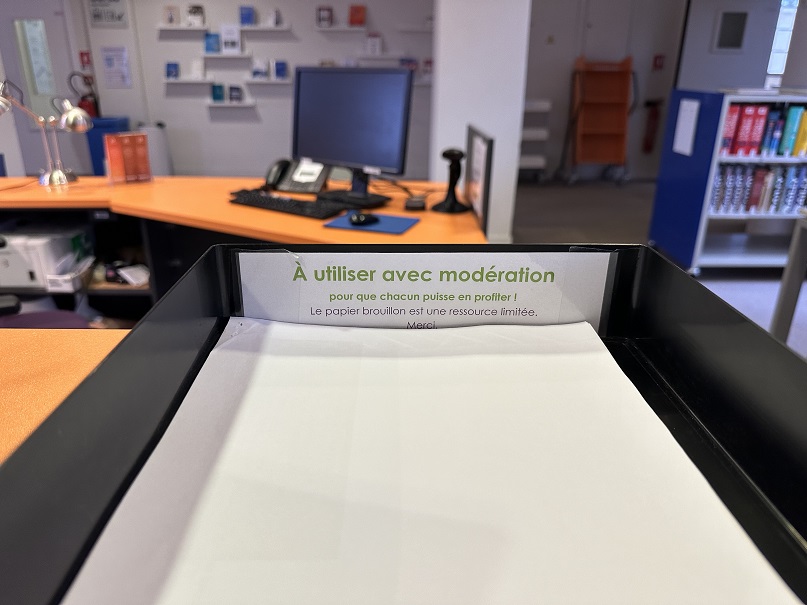 À utiliser avec modération
pour que chacun puisse en profiter !
Le papier brouillon est une ressource limitée.
Merci.